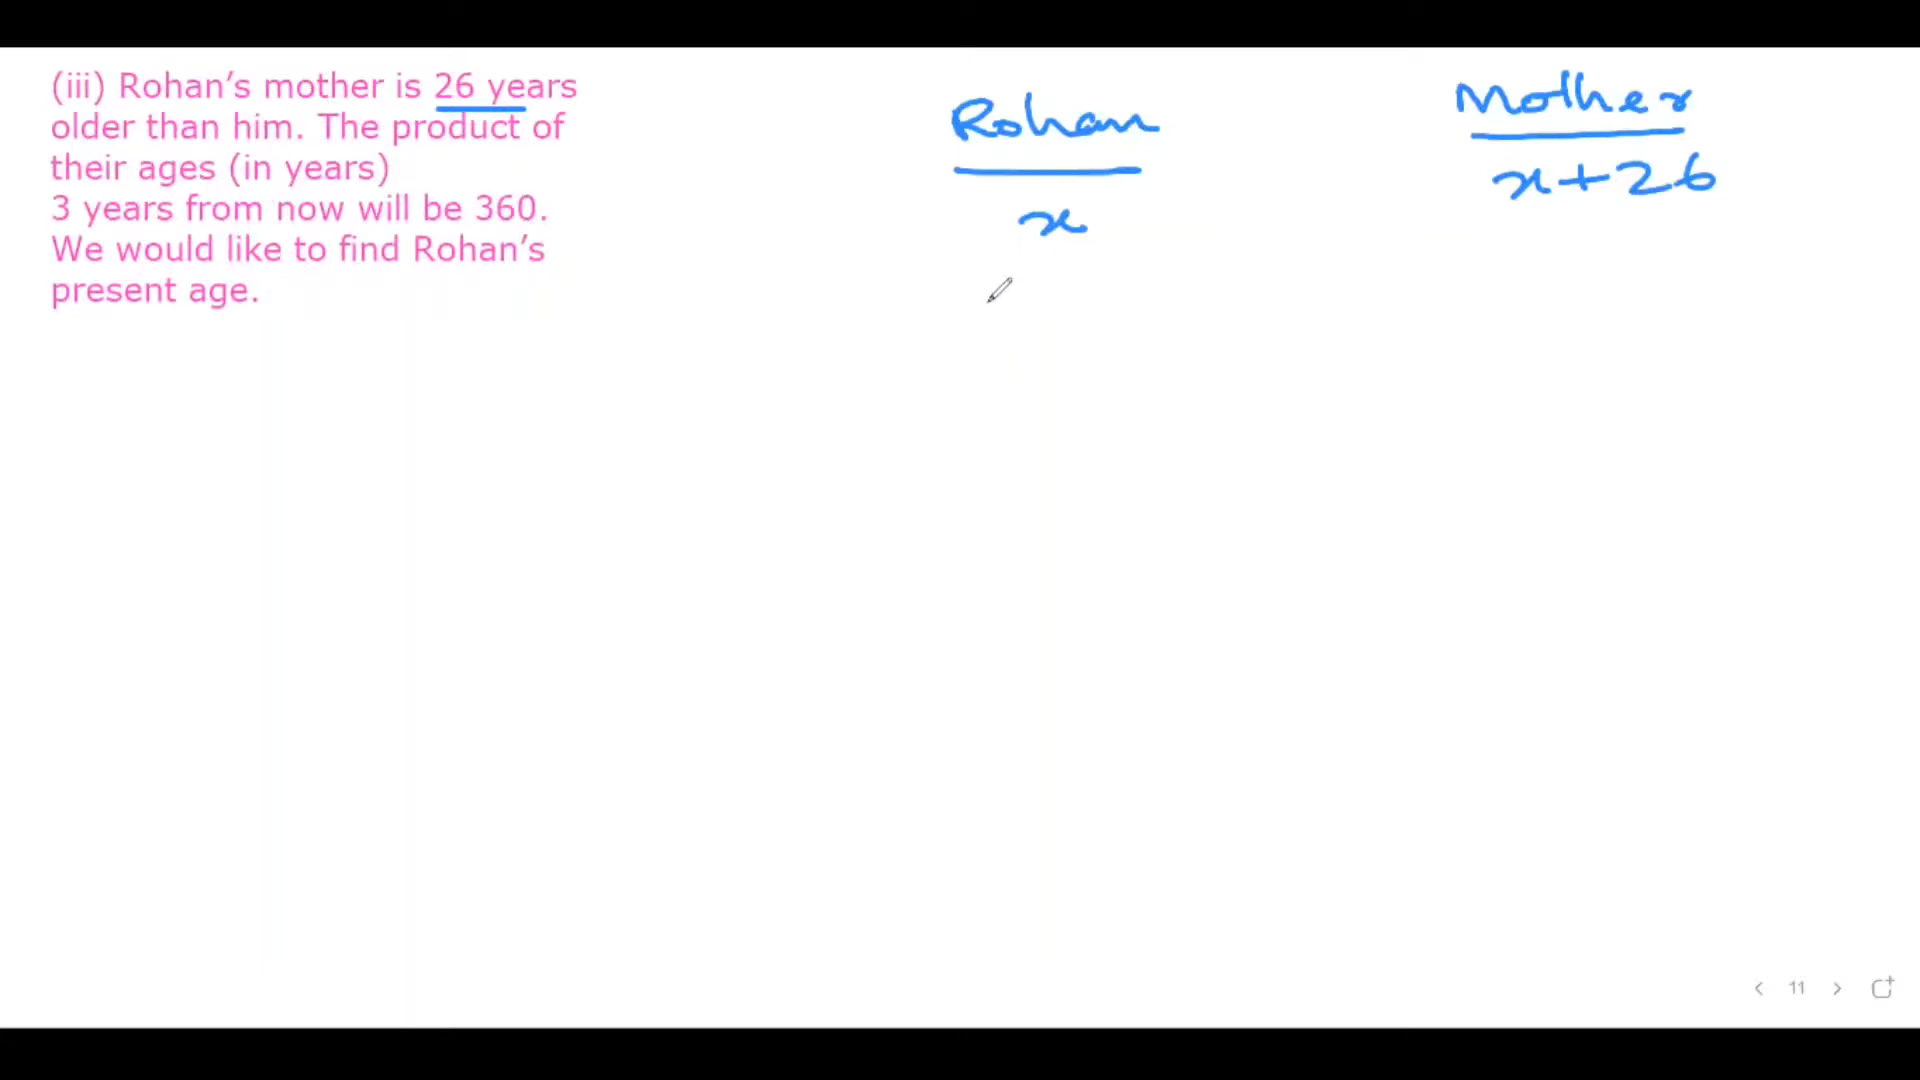 (iii) Rohan’s mother is 26 years
older than him. The product of
their ages (in years)
3 years from now will be 360.
We would like to find Rohan’s
present age.
Rohan
x
Mother
x+26
11